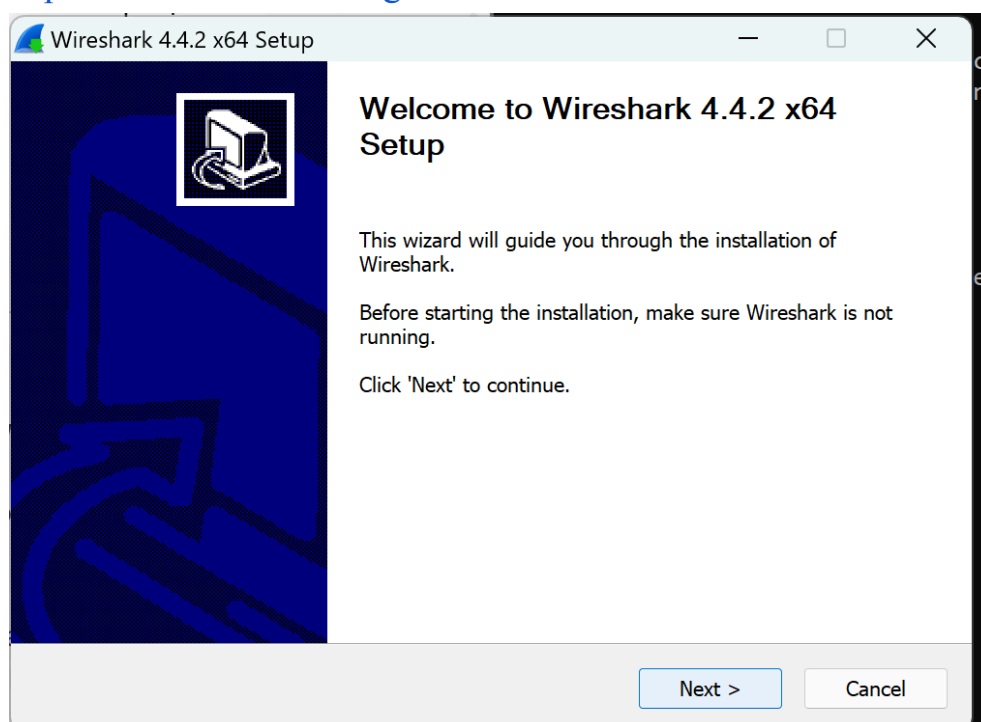 Wireshark 4.4.2 x64 Setup
Welcome to Wireshark 4.4.2 x64
Setup
This wizard will guide you through the installation of
Wireshark.
Before starting the installation, make sure Wireshark is not
running.
Click 'Next' to continue.
Next >
Cancel